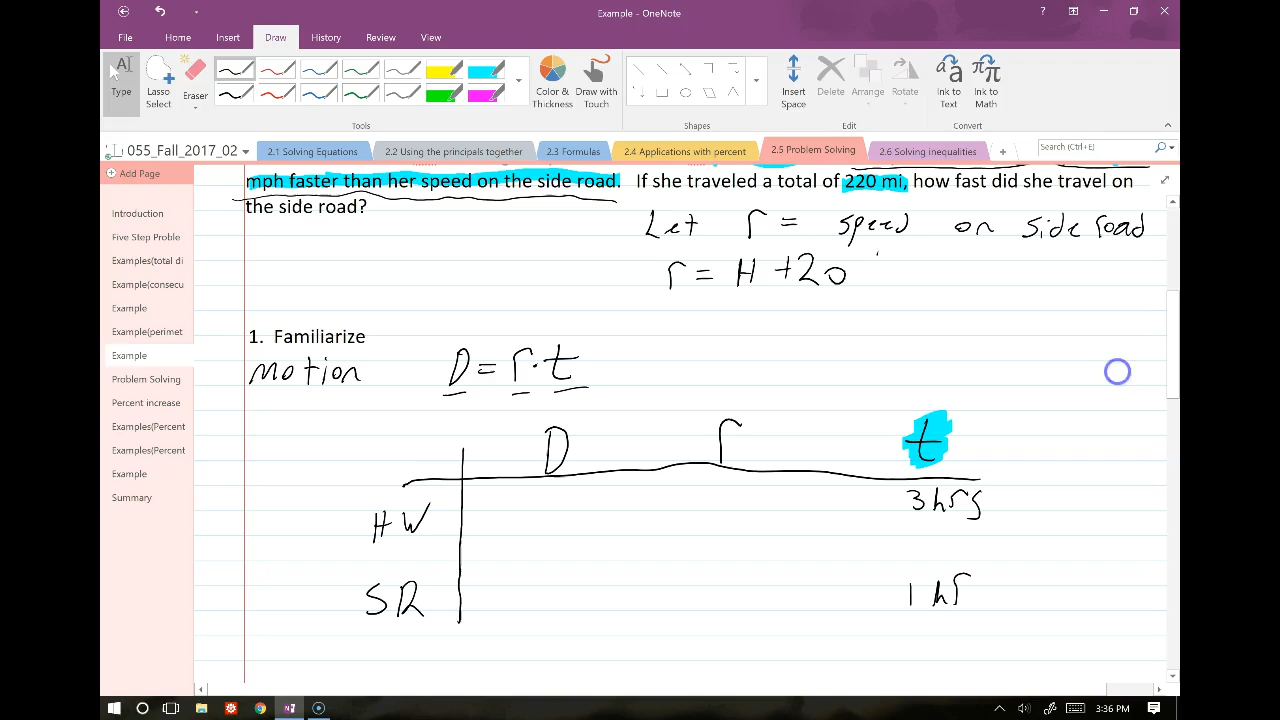 Example - OneNote
?
File Home Insert Draw History Review View
Type
Lasso Select
Eraser
Color & Thickness
Draw with Touch
Insert Space
Delete
Arrange
Rotate
Ink to Text
Ink to Math
Tools
Shapes
Edit
Convert
055_Fall_2017_02
2.1 Solving Equations
2.2 Using the principals together
2.3 Formulas
2.4 Applications with percent
2.5 Problem Solving
2.6 Solving inequalities
+
Search (Ctrl+E)
Add Page
Introduction
Five Step Proble
Examples(total di
Example(consecu
Example
Example(perimet
Example
Problem Solving
Percent increase
Examples(Percent
Examples(Percent
Example
Summary
mph faster than her speed on the side road. If she traveled a total of 220 mi, how fast did she travel on
the side road?
Let r = speed on side road
r = H + 20
1. Familiarize
motion D = r · t
D r t
HW 3 hrs
SR 1 hr
3:36 PM